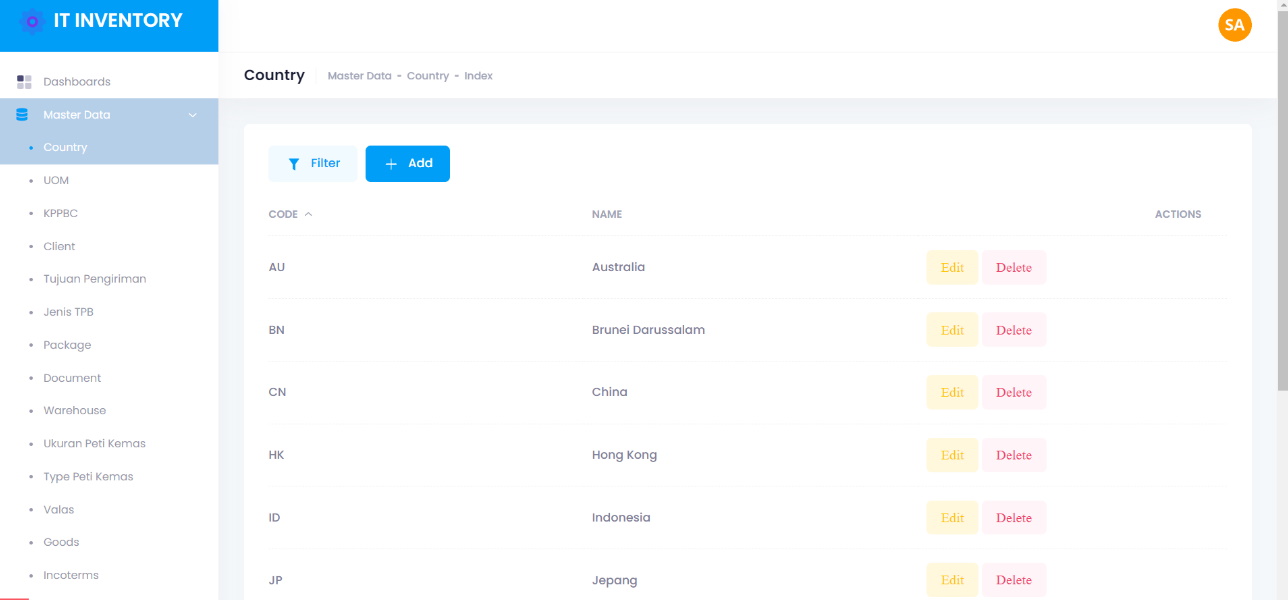 IT INVENTORY
SA
Country
Master Data - Country - Index
Dashboards
Master Data
Country
UOM
KPPBC
Client
Tujuan Pengiriman
Jenis TPB
Package
Document
Warehouse
Ukuran Peti Kemas
Type Peti Kemas
Valas
Goods
Incoterms
Filter
Add
CODE NAME ACTIONS
AU Australia Edit Delete
BN Brunei Darussalam Edit Delete
CN China Edit Delete
HK Hong Kong Edit Delete
ID Indonesia Edit Delete
JP Jepang Edit Delete